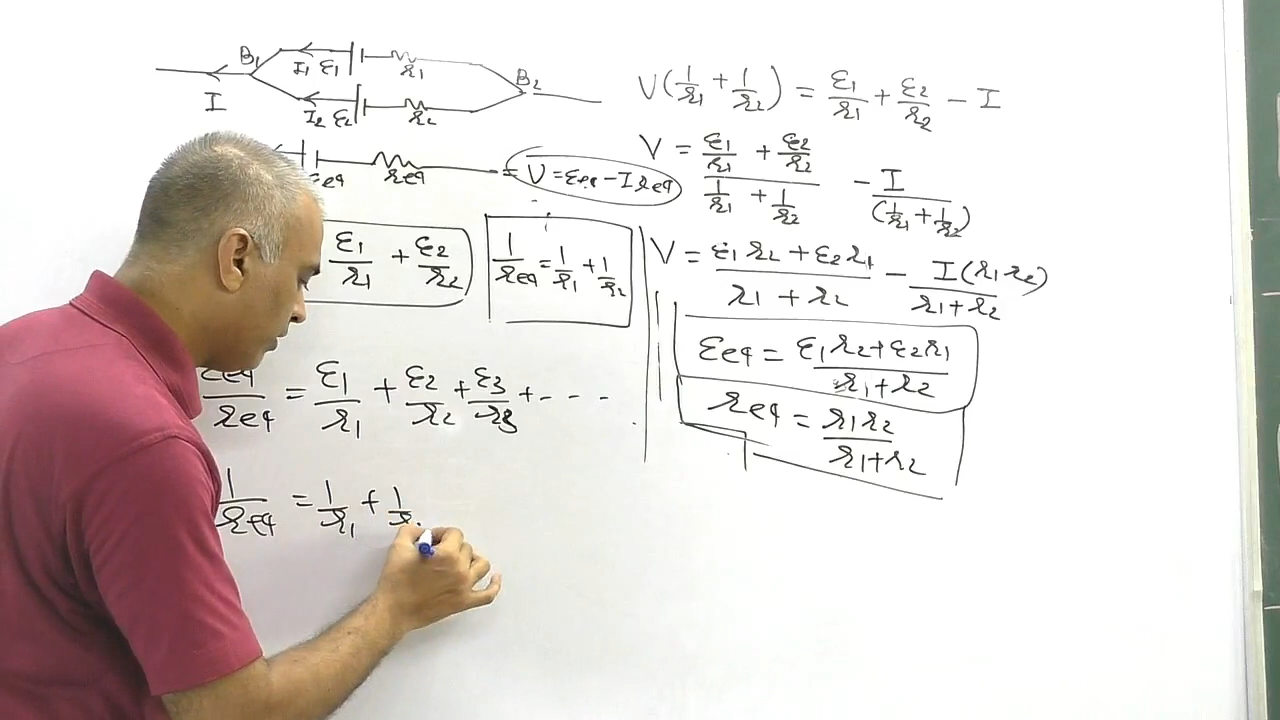 B₁ I₁ ε₁ r₁ B₂
I I₂ ε₂ r₂
εeq req = V = εeq - I req
ε₁/r₁ + ε₂/r₂
1/req = 1/r₁ + 1/r₂
εeq/req = ε₁/r₁ + ε₂/r₂ + ε₃/r₃ + - - -
1/req = 1/r₁ + 1/r
V(1/r₁ + 1/r₂) = ε₁/r₁ + ε₂/r₂ - I
V = (ε₁/r₁ + ε₂/r₂)/(1/r₁ + 1/r₂) - I/(1/r₁ + 1/r₂)
V = (ε₁r₂ + ε₂r₁)/(r₁ + r₂) - I(r₁r₂)/(r₁ + r₂)
εeq = (ε₁r₂ + ε₂r₁)/(r₁ + r₂)
req = r₁r₂/(r₁ + r₂)